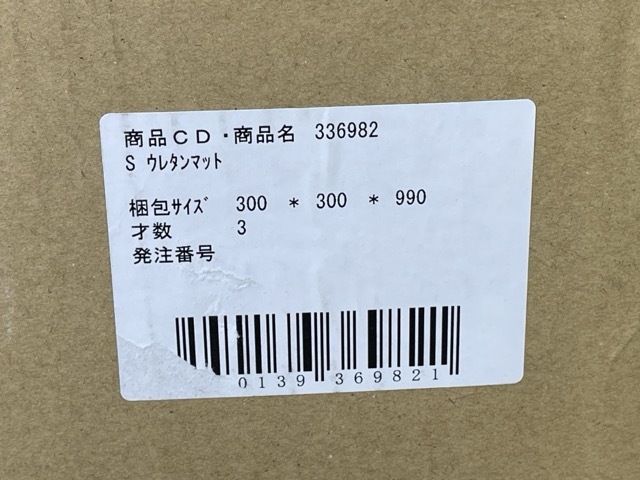 商品ＣＤ・商品名 336982
S ｳﾚﾀﾝﾏｯﾄ
梱包ｻｲｽﾞ 300 * 300 * 990
才数 3
発注番号
0139 369821